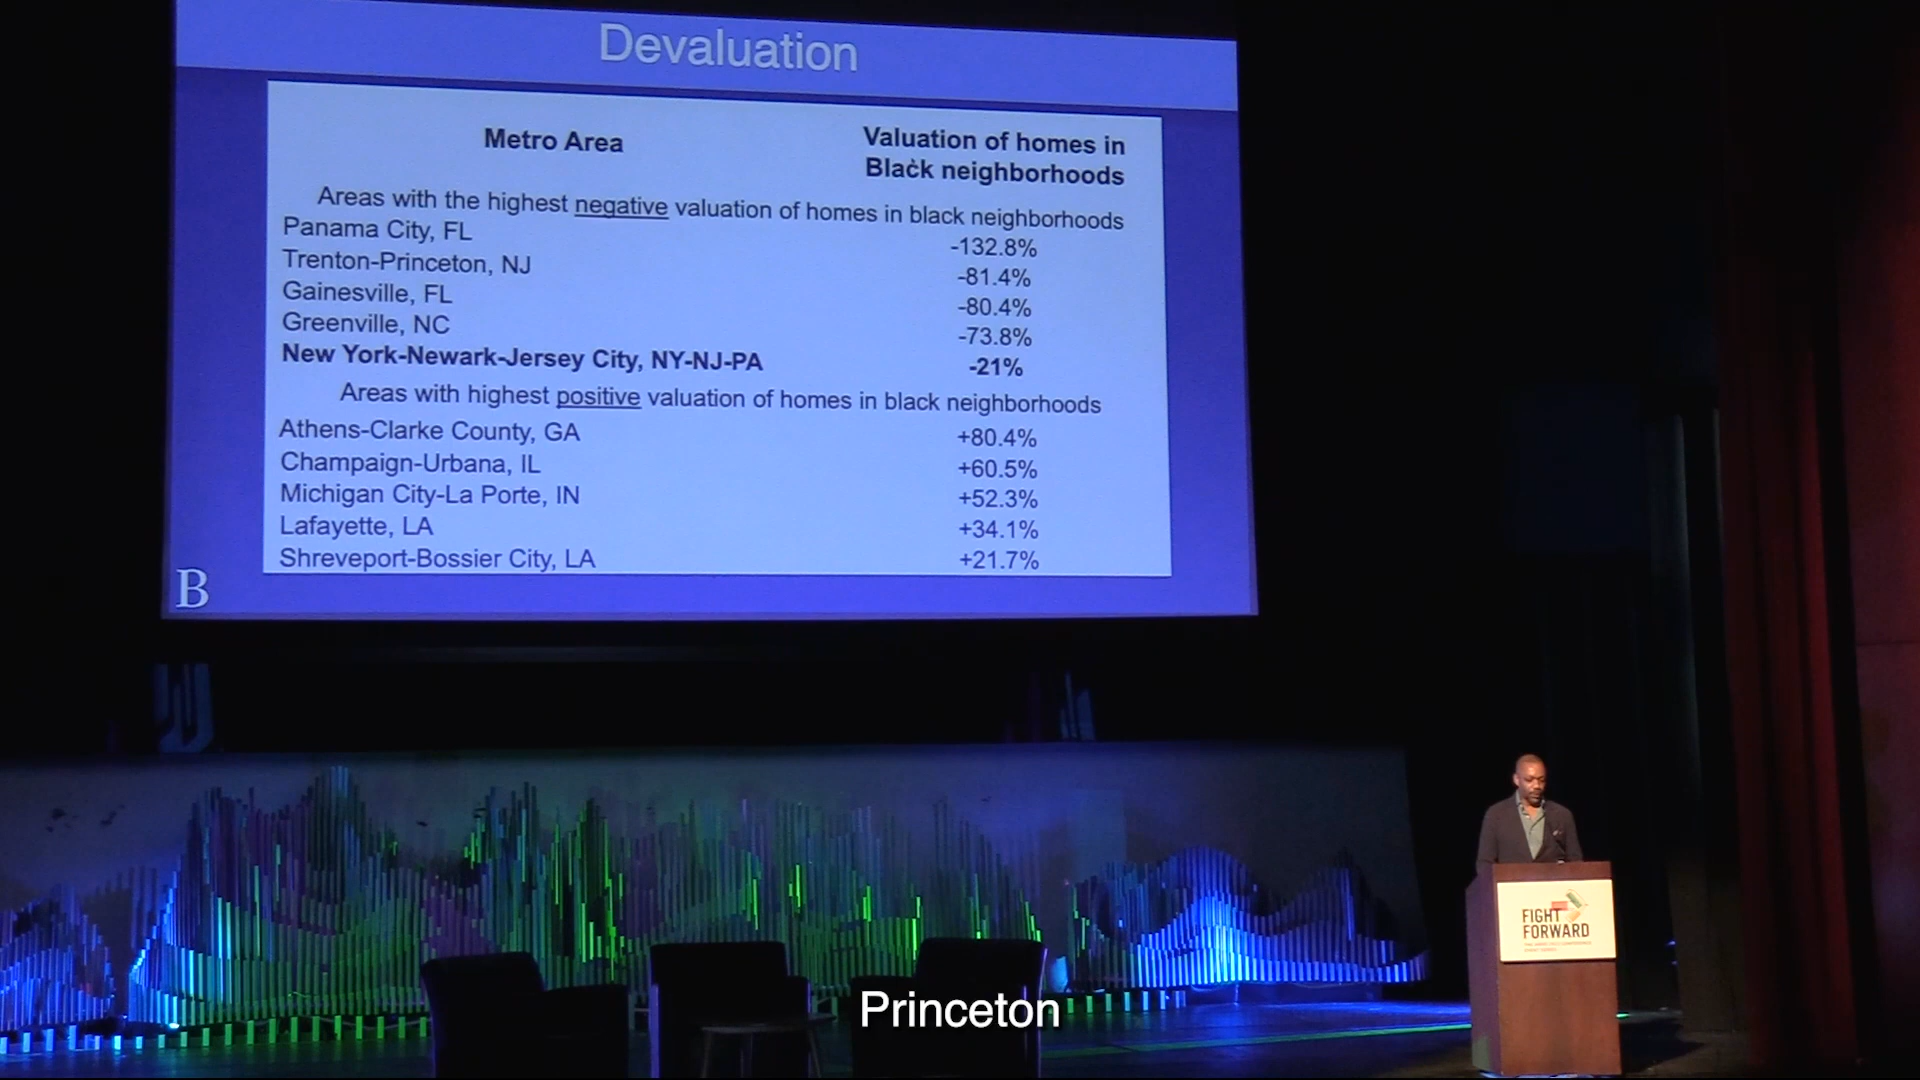 Devaluation
Metro Area
Valuation of homes in
Black neighborhoods
Areas with the highest negative valuation of homes in black neighborhoods
Panama City, FL -132.8%
Trenton-Princeton, NJ -81.4%
Gainesville, FL -80.4%
Greenville, NC -73.8%
New York-Newark-Jersey City, NY-NJ-PA -21%
Areas with highest positive valuation of homes in black neighborhoods
Athens-Clarke County, GA +80.4%
Champaign-Urbana, IL +60.5%
Michigan City-La Porte, IN +52.3%
Lafayette, LA +34.1%
Shreveport-Bossier City, LA +21.7%
B
FIGHT
FORWARD
Princeton